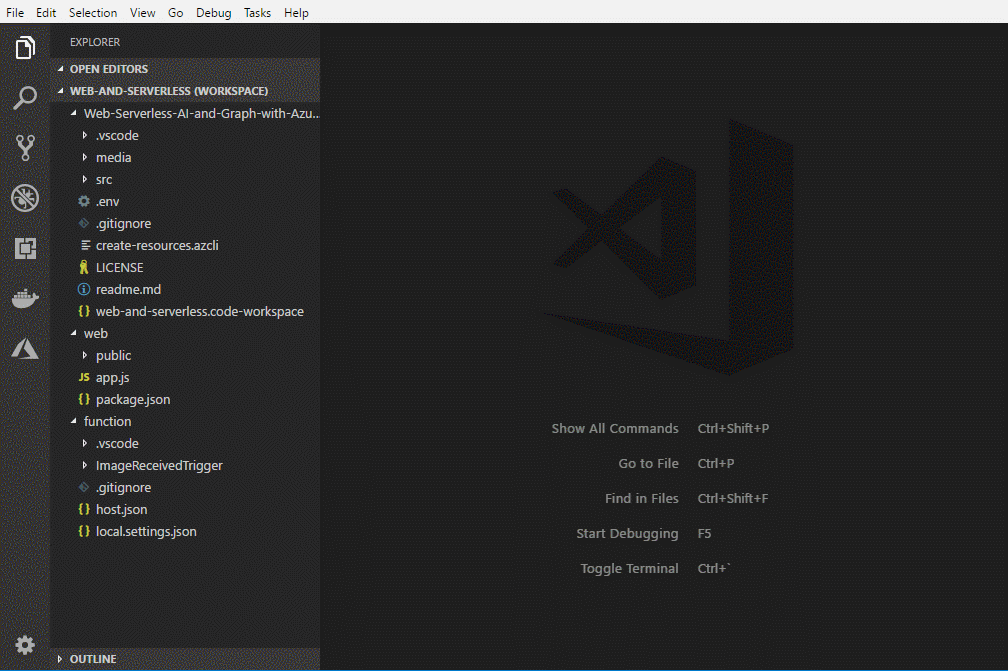 File Edit Selection View Go Debug Tasks Help
EXPLORER
OPEN EDITORS
WEB-AND-SERVERLESS (WORKSPACE)
Web-Serverless-AI-and-Graph-with-Azu...
.vscode
media
src
.env
.gitignore
create-resources.azcli
LICENSE
readme.md
{} web-and-serverless.code-workspace
web
public
JS app.js
{} package.json
function
.vscode
ImageReceivedTrigger
.gitignore
{} host.json
{} local.settings.json
OUTLINE
Show All Commands Ctrl+Shift+P
Go to File Ctrl+P
Find in Files Ctrl+Shift+F
Start Debugging F5
Toggle Terminal Ctrl+`